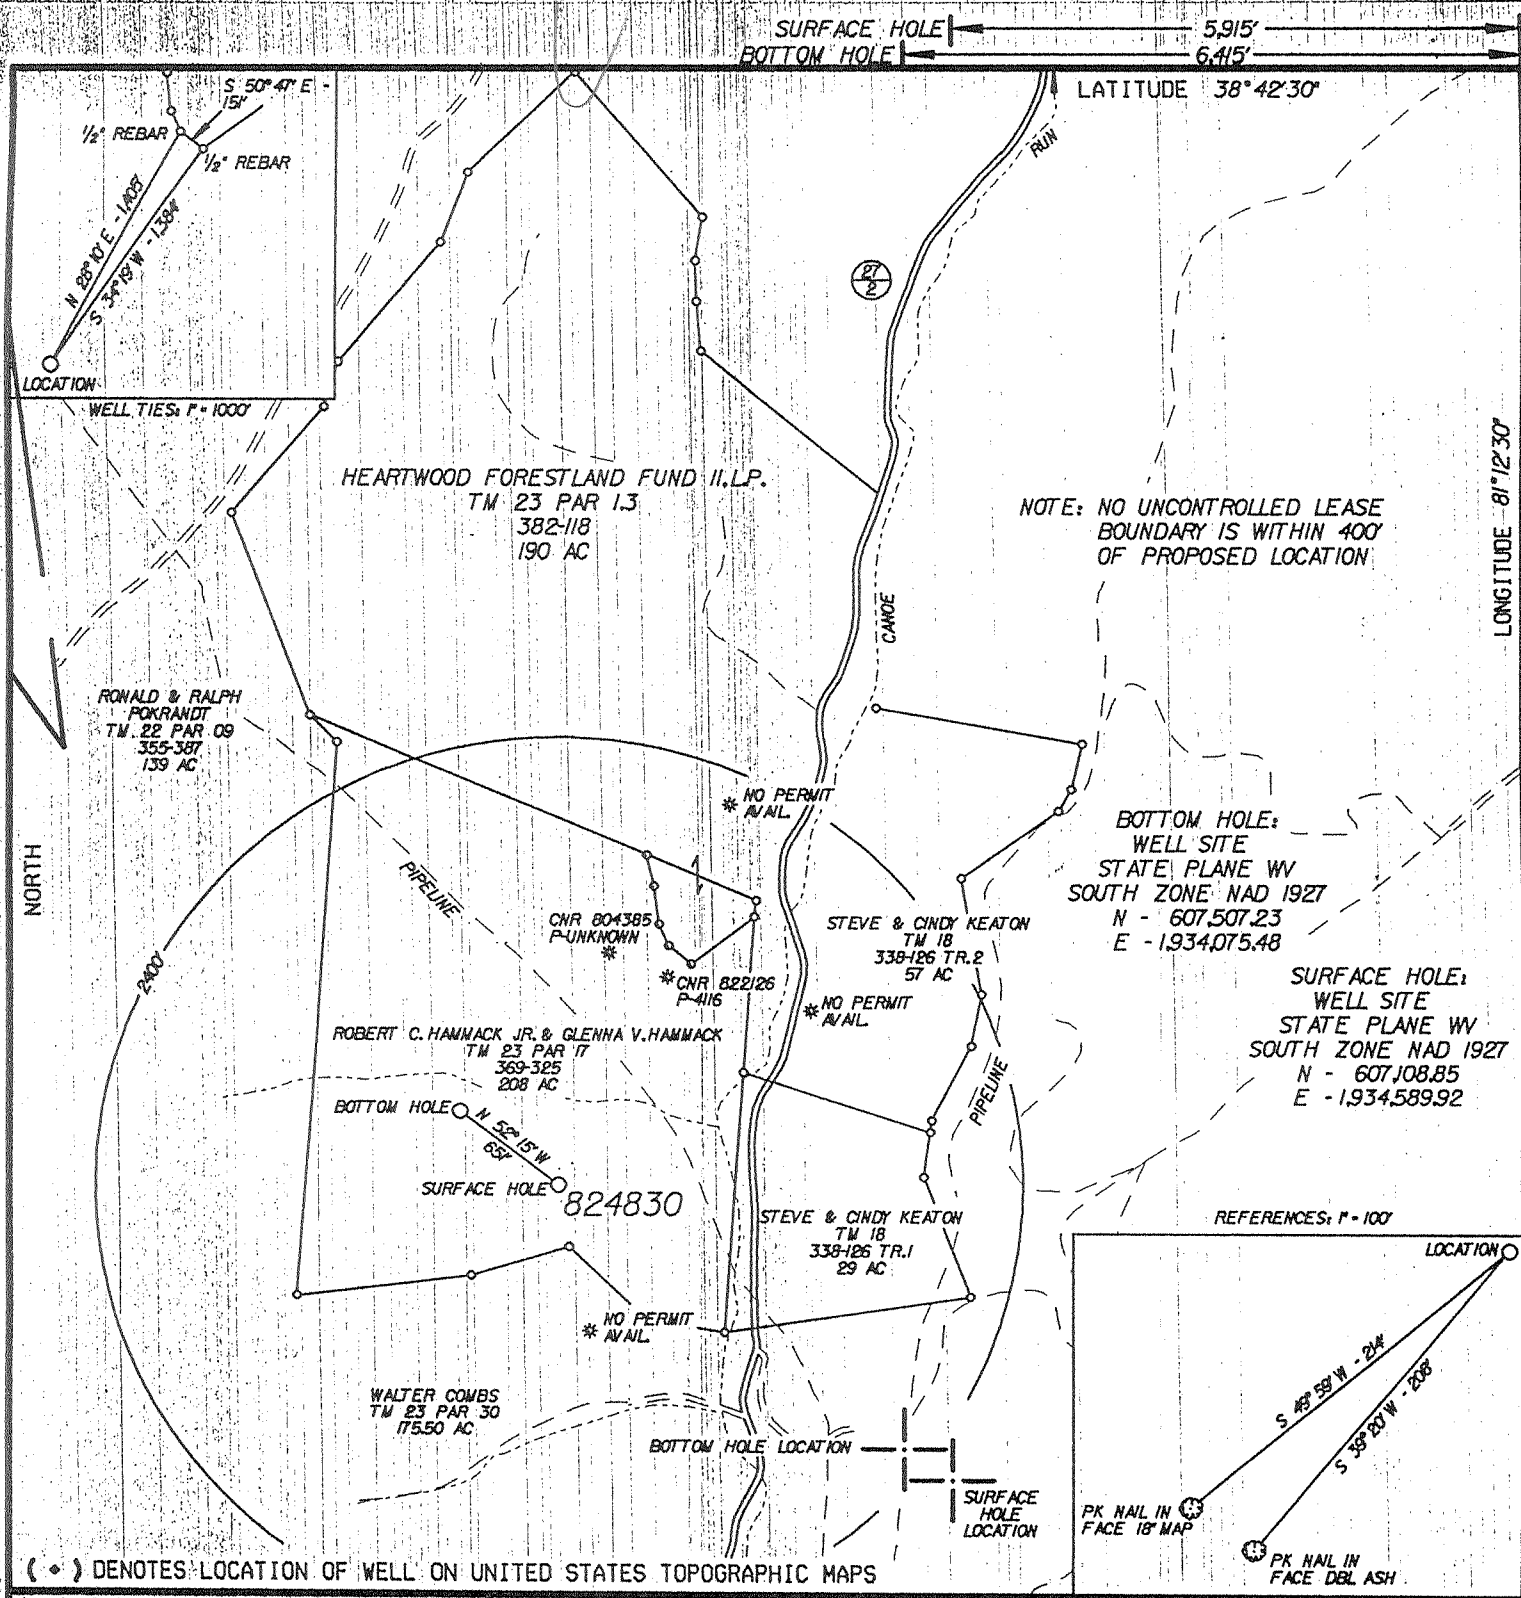 SURFACE HOLE 5,915'
BOTTOM HOLE 6,415'
LATITUDE 38°42'30"
S 50°47' E -
151'
1/2" REBAR
1/2" REBAR
N 28°10' E - 1,405'
S 34°19' W - 1,384'
LOCATION
WELL TIES: 1" = 1000'
RUN
27
2
HEARTWOOD FORESTLAND FUND II, L.P.
TM 23 PAR 1.3
382-118
190 AC
NOTE: NO UNCONTROLLED LEASE
BOUNDARY IS WITHIN 400'
OF PROPOSED LOCATION
LONGITUDE 81°12'30"
CANOE
RONALD & RALPH
POKRANDT
TM 22 PAR 09
355-387
139 AC
NORTH
2400'
PIPELINE
NO PERMIT
AVAIL.
CNR 804385
P-UNKNOWN
CNR 822126
P-4116
STEVE & CINDY KEATON
TM 18
338-126 TR.2
57 AC
NO PERMIT
AVAIL.
BOTTOM HOLE:
WELL SITE
STATE PLANE WV
SOUTH ZONE NAD 1927
N - 607,507.23
E - 1,934,075.48
SURFACE HOLE:
WELL SITE
STATE PLANE WV
SOUTH ZONE NAD 1927
N - 607,108.85
E - 1,934,589.92
ROBERT C. HAMMACK JR. & GLENNA V. HAMMACK
TM 23 PAR 17
369-325
208 AC
PIPELINE
BOTTOM HOLE
N 52°15' W
651'
SURFACE HOLE
824830
STEVE & CINDY KEATON
TM 18
338-126 TR.1
29 AC
NO PERMIT
AVAIL.
WALTER COMBS
TM 23 PAR 30
175.50 AC
BOTTOM HOLE LOCATION
SURFACE
HOLE
LOCATION
REFERENCES: 1" = 100'
LOCATION
S 49°59' W - 214'
S 39°20' W - 208'
PK NAIL IN
FACE 18" MAP
PK NAIL IN
FACE DBL ASH
( + ) DENOTES LOCATION OF WELL ON UNITED STATES TOPOGRAPHIC MAPS